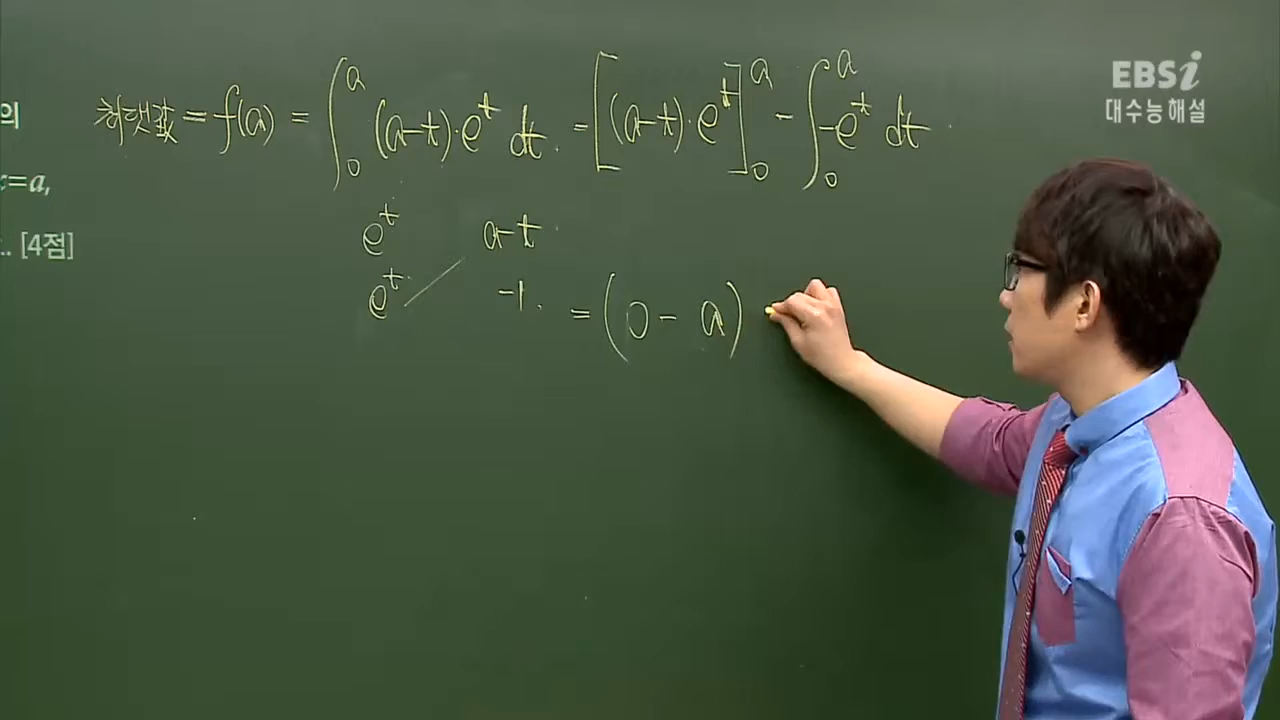 EBSi
대수능해설
의
x=a,
[4점]
최댓값 = f(a) = ∫₀ᵃ (a-t)·eᵗ dt = [(a-t)·eᵗ]₀ᵃ - ∫₀ᵃ -eᵗ dt
eᵗ a-t
eᵗ -1
= (0 - a)